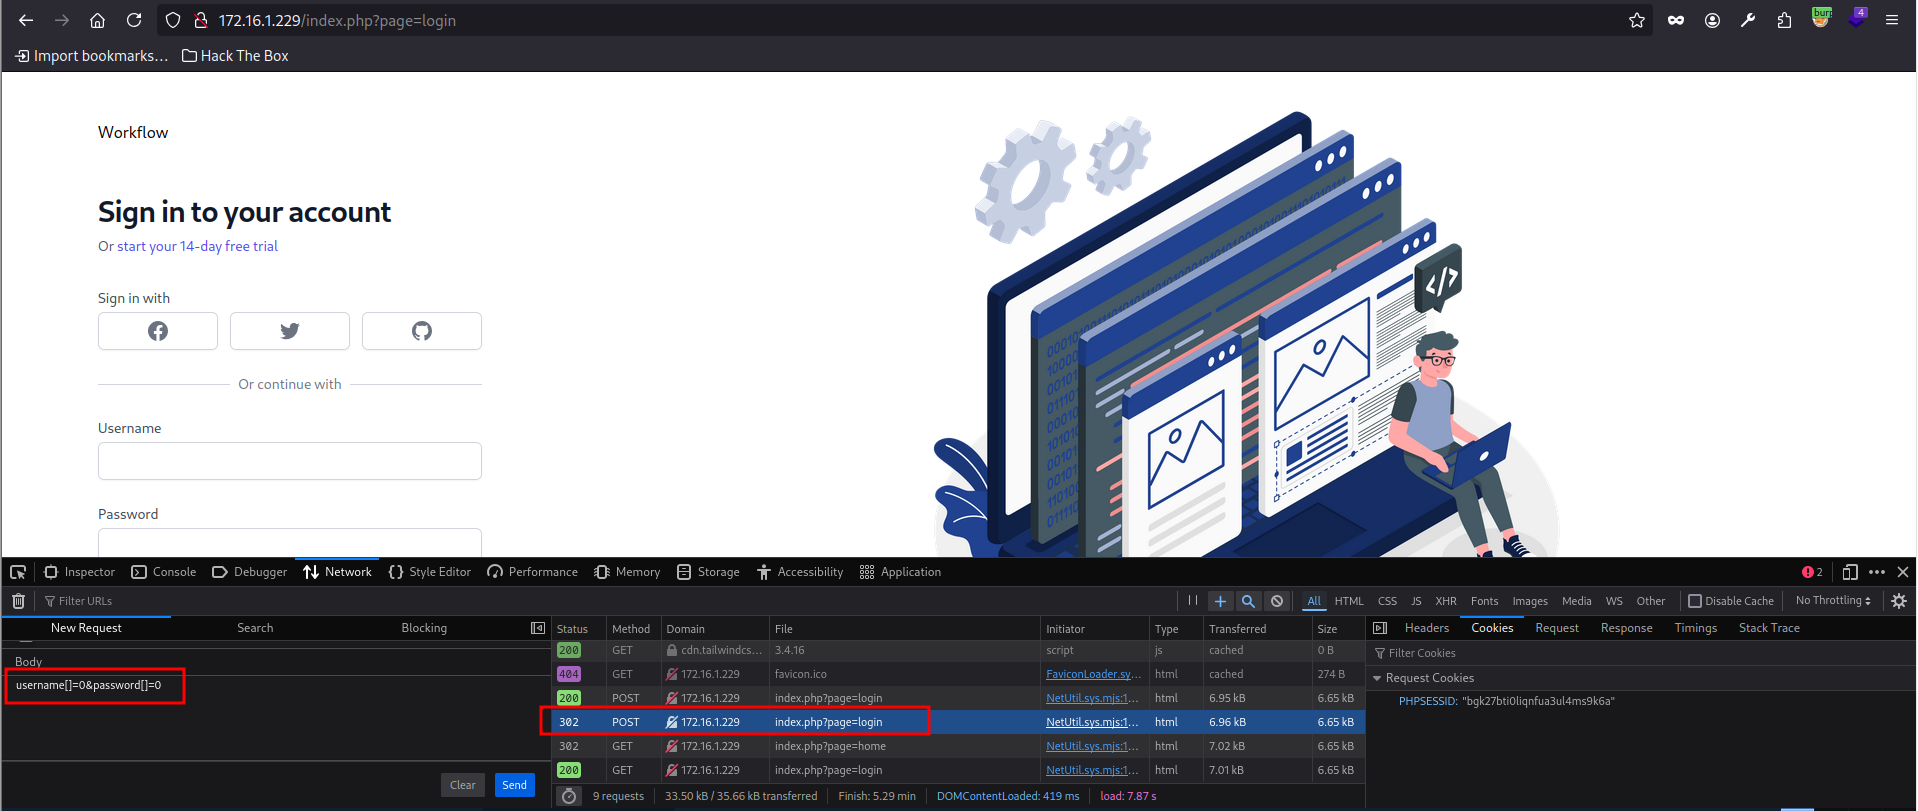 172.16.1.229/index.php?page=login
burp
4
Import bookmarks...
Hack The Box
Workflow
Sign in to your account
Or start your 14-day free trial
Sign in with
Or continue with
Username
Password
</>
Inspector
Console
Debugger
Network
Style Editor
Performance
Memory
Storage
Accessibility
Application
2
Filter URLs
All
HTML
CSS
JS
XHR
Fonts
Images
Media
WS
Other
Disable Cache
No Throttling
New Request
Search
Blocking
Body
username[]=0&password[]=0
Clear
Send
Status Method Domain File Initiator Type Transferred Size
200 GET cdn.tailwindcs... 3.4.16 script js cached 0 B
404 GET 172.16.1.229 favicon.ico FaviconLoader.sy... html cached 274 B
200 POST 172.16.1.229 index.php?page=login NetUtil.sys.mjs:1... html 6.95 kB 6.65 kB
302 POST 172.16.1.229 index.php?page=login NetUtil.sys.mjs:1... html 6.96 kB 6.65 kB
302 GET 172.16.1.229 index.php?page=home NetUtil.sys.mjs:1... html 7.02 kB 6.65 kB
200 GET 172.16.1.229 index.php?page=login NetUtil.sys.mjs:1... html 7.01 kB 6.65 kB
9 requests
33.50 kB / 35.66 kB transferred
Finish: 5.29 min
DOMContentLoaded: 419 ms
load: 7.87 s
Headers
Cookies
Request
Response
Timings
Stack Trace
Filter Cookies
Request Cookies
PHPSESSID: "bgk27bti0liqnfua3ul4ms9k6a"